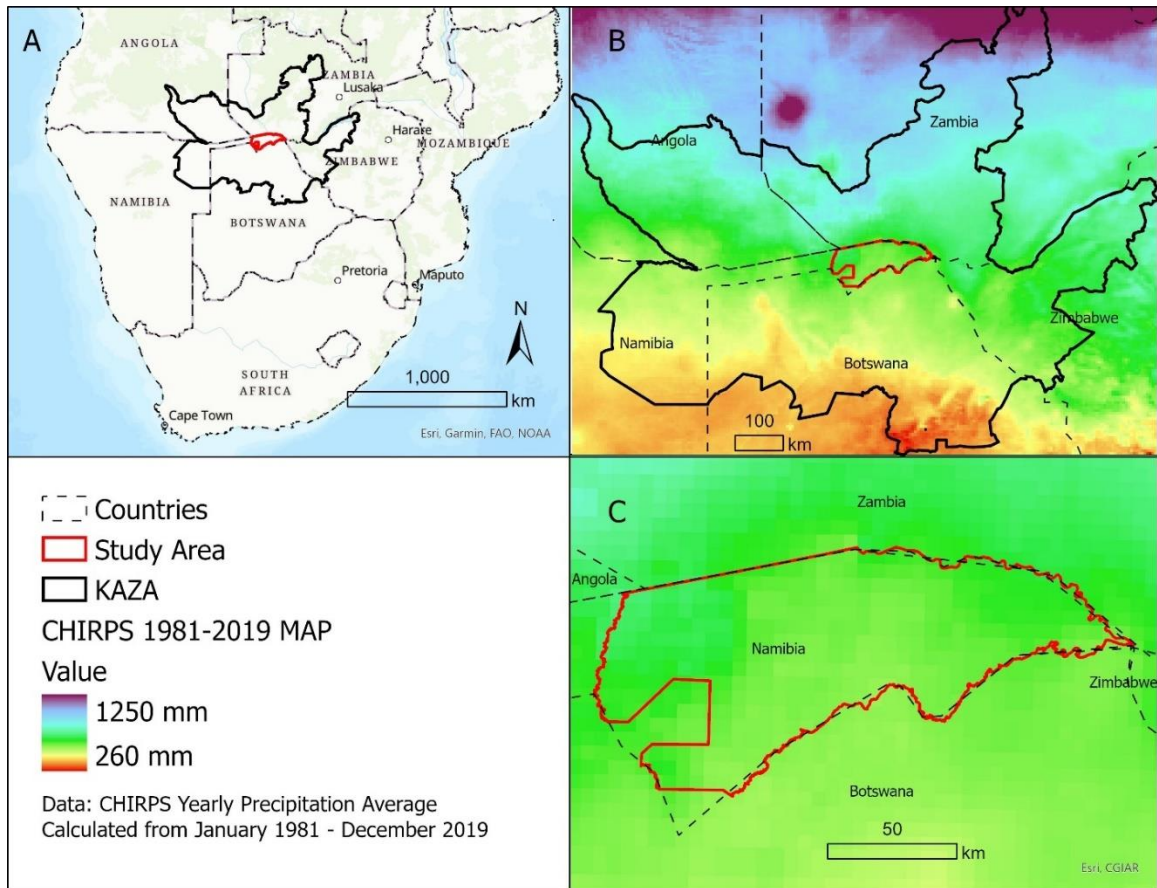 A
ANGOLA
ZAMBIA
Lusaka
Harare
MOZAMBIQUE
ZIMBABWE
NAMIBIA
BOTSWANA
Pretoria
Maputo
N
SOUTH
AFRICA
1,000
km
Cape Town
Esri, Garmin, FAO, NOAA
B
Angola
Zambia
Zimbabwe
Namibia
Botswana
100
km
Countries
Study Area
KAZA
CHIRPS 1981-2019 MAP
Value
1250 mm
260 mm
Data: CHIRPS Yearly Precipitation Average
Calculated from January 1981 - December 2019
C
Zambia
Angola
Namibia
Zimbabwe
Botswana
50
km
Esri, CGIAR